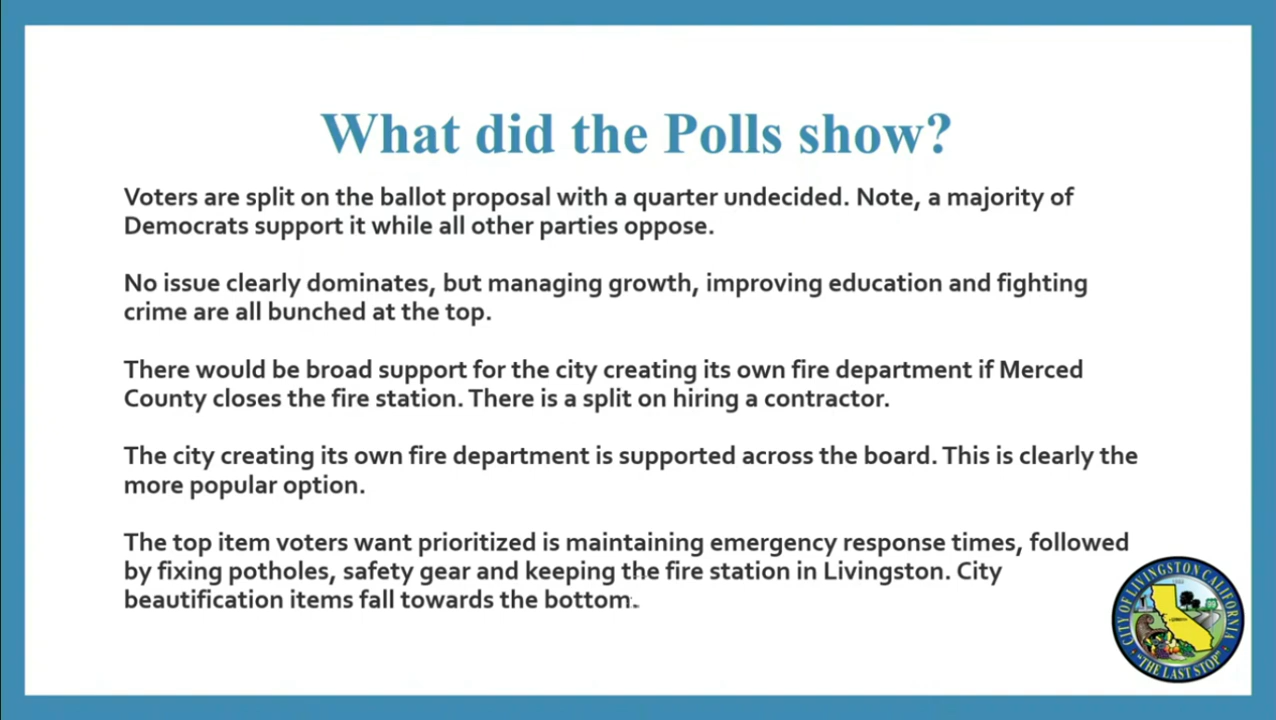 What did the Polls show?
Voters are split on the ballot proposal with a quarter undecided. Note, a majority of
Democrats support it while all other parties oppose.
No issue clearly dominates, but managing growth, improving education and fighting
crime are all bunched at the top.
There would be broad support for the city creating its own fire department if Merced
County closes the fire station. There is a split on hiring a contractor.
The city creating its own fire department is supported across the board. This is clearly the
more popular option.
The top item voters want prioritized is maintaining emergency response times, followed
by fixing potholes, safety gear and keeping the fire station in Livingston. City
beautification items fall towards the bottom.
CITY OF LIVINGSTON CALIFORNIA
"THE LAST STOP"